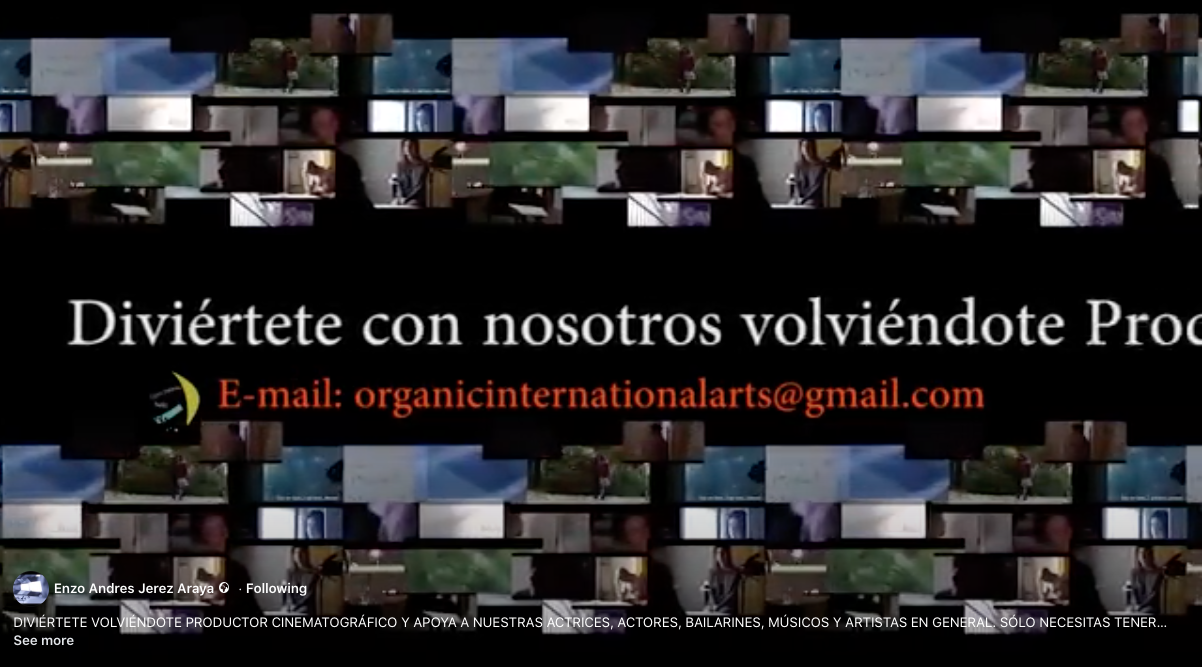 Diviértete con nosotros volviéndote Proc
E-mail: organicinternationalarts@gmail.com
Enzo Andres Jerez Araya · Following
DIVIÉRTETE VOLVIÉNDOTE PRODUCTOR CINEMATOGRÁFICO Y APOYA A NUESTRAS ACTRICES, ACTORES, BAILARINES, MÚSICOS Y ARTISTAS EN GENERAL. SÓLO NECESITAS TENER...
See more